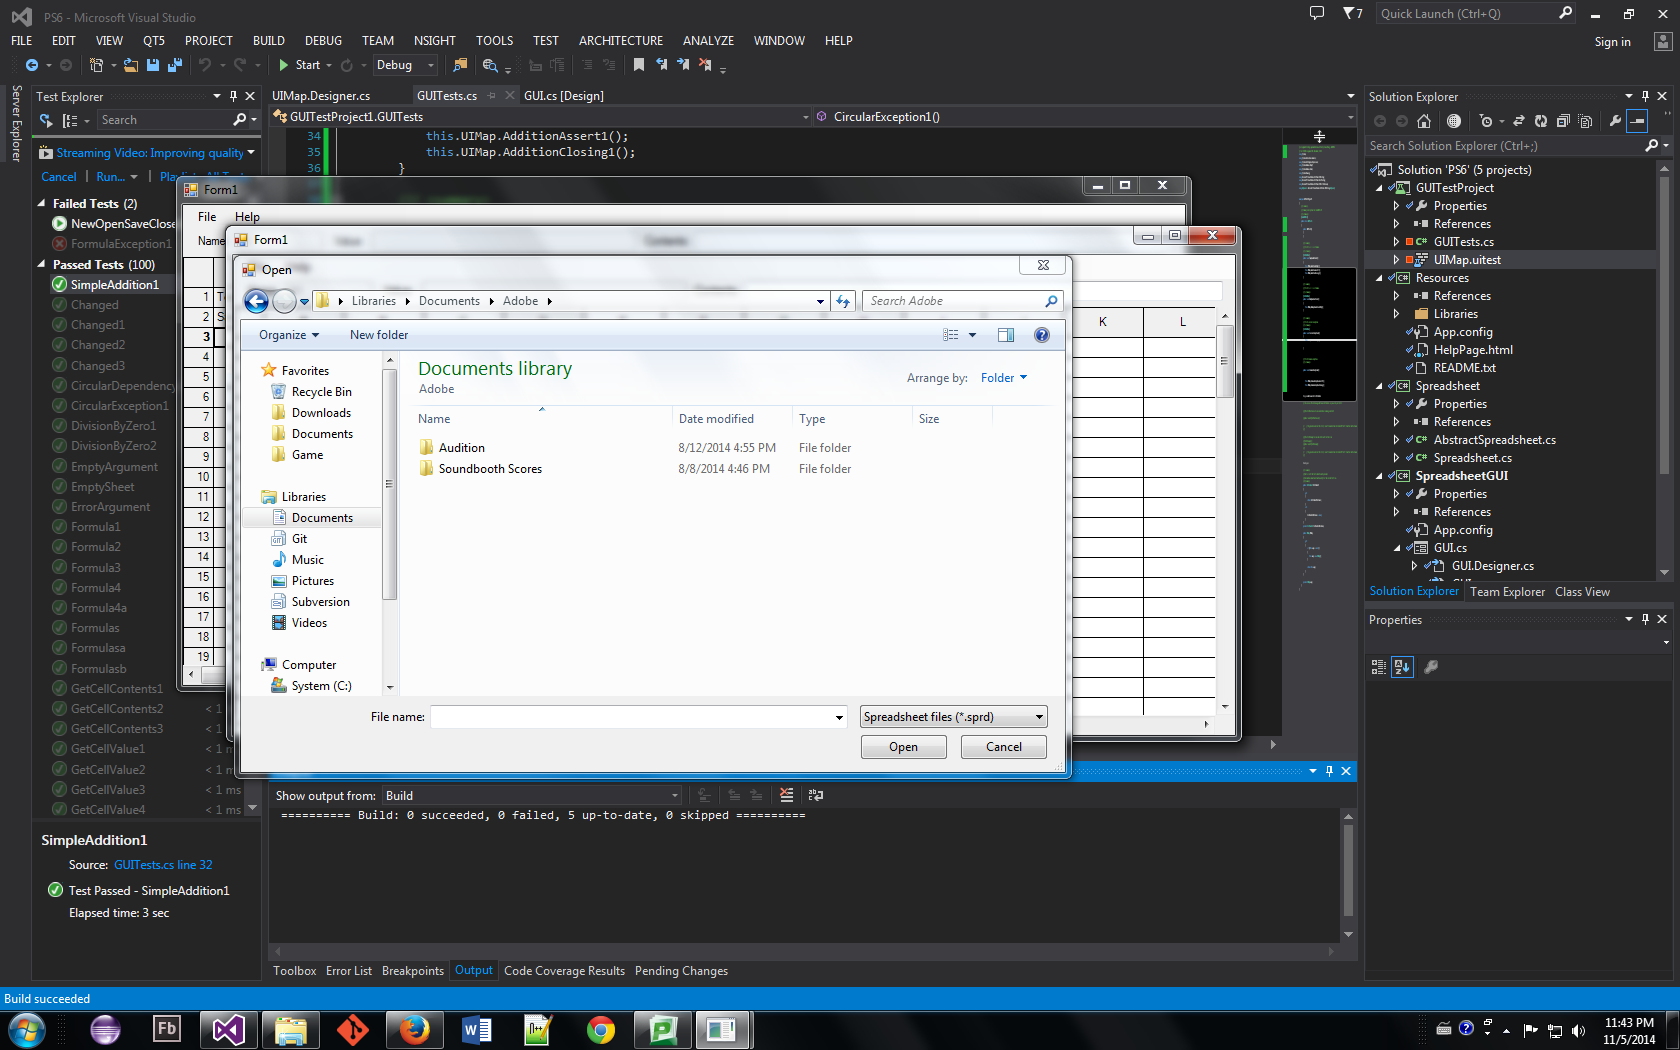 PS6 - Microsoft Visual Studio
7
Quick Launch (Ctrl+Q)
FILE EDIT VIEW QT5 PROJECT BUILD DEBUG TEAM NSIGHT TOOLS TEST ARCHITECTURE ANALYZE WINDOW HELP
Sign in
Start Debug
Server Explorer
Test Explorer
Search
Streaming Video: Improving quality
Cancel | Run... |
Failed Tests (2)
NewOpenSaveClose
FormulaException1
Passed Tests (100)
SimpleAddition1
Changed
Changed1
Changed2
Changed3
CircularDependency
CircularException1
DivisionByZero1
DivisionByZero2
EmptyArgument
EmptySheet
ErrorArgument
Formula1
Formula2
Formula3
Formula4
Formula4a
Formulas
Formulasa
Formulasb
GetCellContents1
GetCellContents2 < 1
GetCellContents3 < 1
GetCellValue1 < 1 m
GetCellValue2 < 1 m
GetCellValue3 < 1 ms
GetCellValue4 < 1 ms
SimpleAddition1
Source: GUITests.cs line 32
Test Passed - SimpleAddition1
Elapsed time: 3 sec
UIMap.Designer.cs GUITests.cs GUI.cs [Design]
GUITestProject1.GUITests CircularException1()
34 this.UIMap.AdditionAssert1();
35 this.UIMap.AdditionClosing1();
36 }
Form1
File Help
Name
1 T
2 S
3
4
5
6
7
8
9
10
11
12
13
14
15
16
17
18
19
Form1
K L
Open
Libraries Documents Adobe
Search Adobe
Organize New folder
Favorites
Recycle Bin
Downloads
Documents
Game
Libraries
Documents
Git
Music
Pictures
Subversion
Videos
Computer
System (C:)
Documents library
Adobe
Arrange by: Folder
Name Date modified Type Size
Audition 8/12/2014 4:55 PM File folder
Soundbooth Scores 8/8/2014 4:46 PM File folder
File name: Spreadsheet files (*.sprd)
Open Cancel
Show output from: Build
========== Build: 0 succeeded, 0 failed, 5 up-to-date, 0 skipped ==========
Toolbox Error List Breakpoints Output Code Coverage Results Pending Changes
Solution Explorer
Search Solution Explorer (Ctrl+;)
Solution 'PS6' (5 projects)
GUITestProject
Properties
References
GUITests.cs
UIMap.uitest
Resources
References
Libraries
App.config
HelpPage.html
README.txt
Spreadsheet
Properties
References
AbstractSpreadsheet.cs
Spreadsheet.cs
SpreadsheetGUI
Properties
References
App.config
GUI.cs
GUI.Designer.cs
Solution Explorer Team Explorer Class View
Properties
Build succeeded
Fb
11:43 PM
11/5/2014